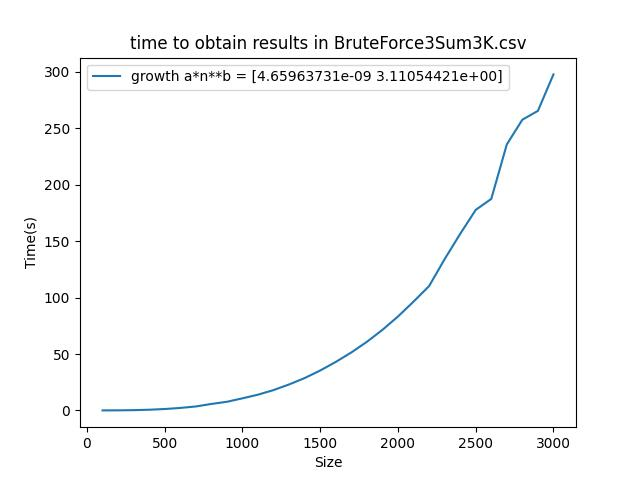 time to obtain results in BruteForce3Sum3K.csv
growth a*n**b = [4.65963731e-09 3.11054421e+00]
300
250
200
150
100
50
0
Time(s)
0 500 1000 1500 2000 2500 3000
Size